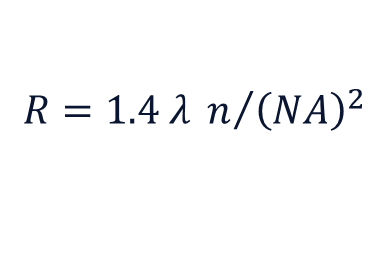 R = 1.4 λ n/(NA)²